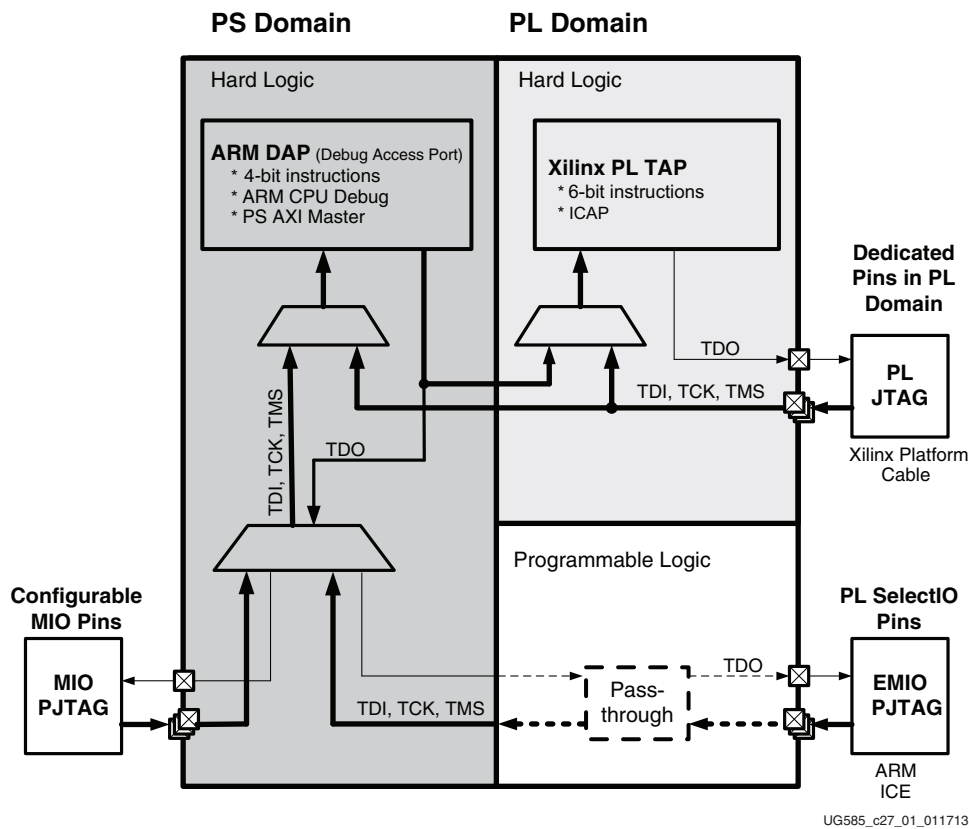 PS Domain
PL Domain
Hard Logic
Hard Logic
ARM DAP (Debug Access Port)
* 4-bit instructions
* ARM CPU Debug
* PS AXI Master
Xilinx PL TAP
* 6-bit instructions
* ICAP
Dedicated
Pins in PL
Domain
TDO
PL
JTAG
TDI, TCK, TMS
Xilinx Platform
Cable
TDI, TCK, TMS
TDO
Programmable Logic
Configurable
MIO Pins
PL SelectIO
Pins
MIO
PJTAG
TDO
Pass-
through
EMIO
PJTAG
TDI, TCK, TMS
ARM
ICE
UG585_c27_01_011713